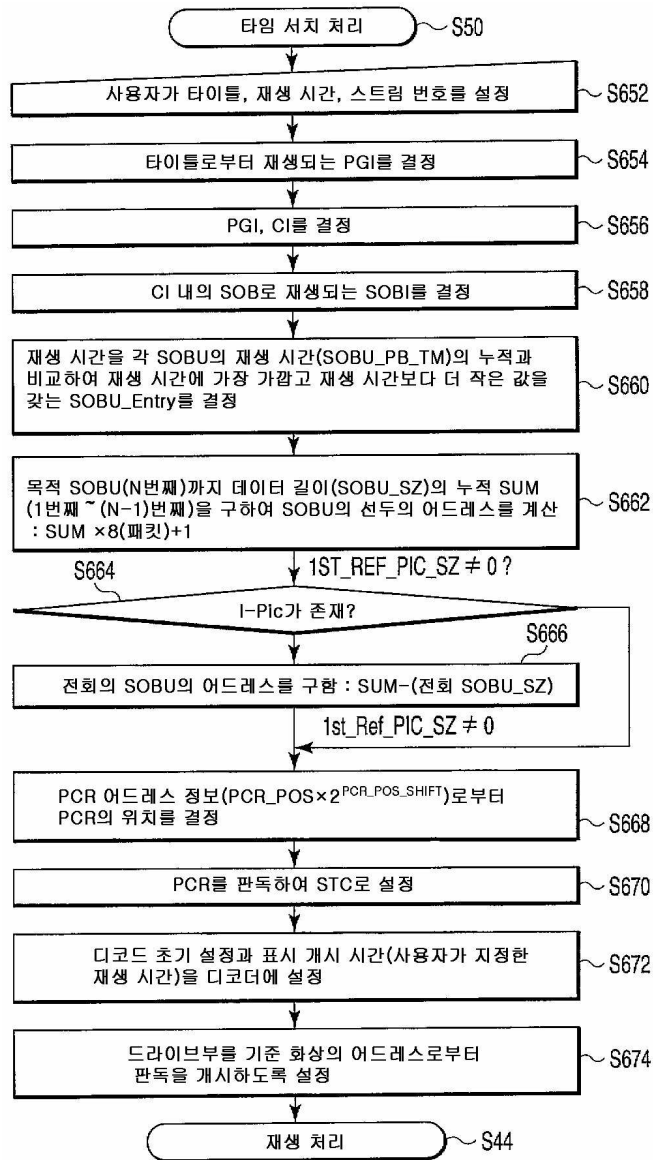 타임 서치 처리
S50
사용자가 타이틀, 재생 시간, 스트림 번호를 설정
S652
타이틀로부터 재생되는 PGI를 결정
S654
PGI, CI를 결정
S656
CI 내의 SOB로 재생되는 SOBI를 결정
S658
재생 시간을 각 SOBU의 재생 시간(SOBU_PB_TM)의 누적과
비교하여 재생 시간에 가장 가깝고 재생 시간보다 더 작은 값을
갖는 SOBU_Entry를 결정
S660
목적 SOBU(N번째)까지 데이터 길이(SOBU_SZ)의 누적 SUM
(1번째 ~ (N-1)번째)을 구하여 SOBU의 선두의 어드레스를 계산
: SUM ×8(패킷)+1
S662
1ST_REF_PIC_SZ ≠ 0 ?
S664
I-Pic가 존재?
S666
전회의 SOBU의 어드레스를 구함 : SUM-(전회 SOBU_SZ)
1st_Ref_PIC_SZ ≠ 0
PCR 어드레스 정보(PCR_POS×2^PCR_POS_SHIFT)로부터
PCR의 위치를 결정
S668
PCR를 판독하여 STC로 설정
S670
디코드 초기 설정과 표시 개시 시간(사용자가 지정한
재생 시간)을 디코더에 설정
S672
드라이브부를 기준 화상의 어드레스로부터
판독을 개시하도록 설정
S674
재생 처리
S44